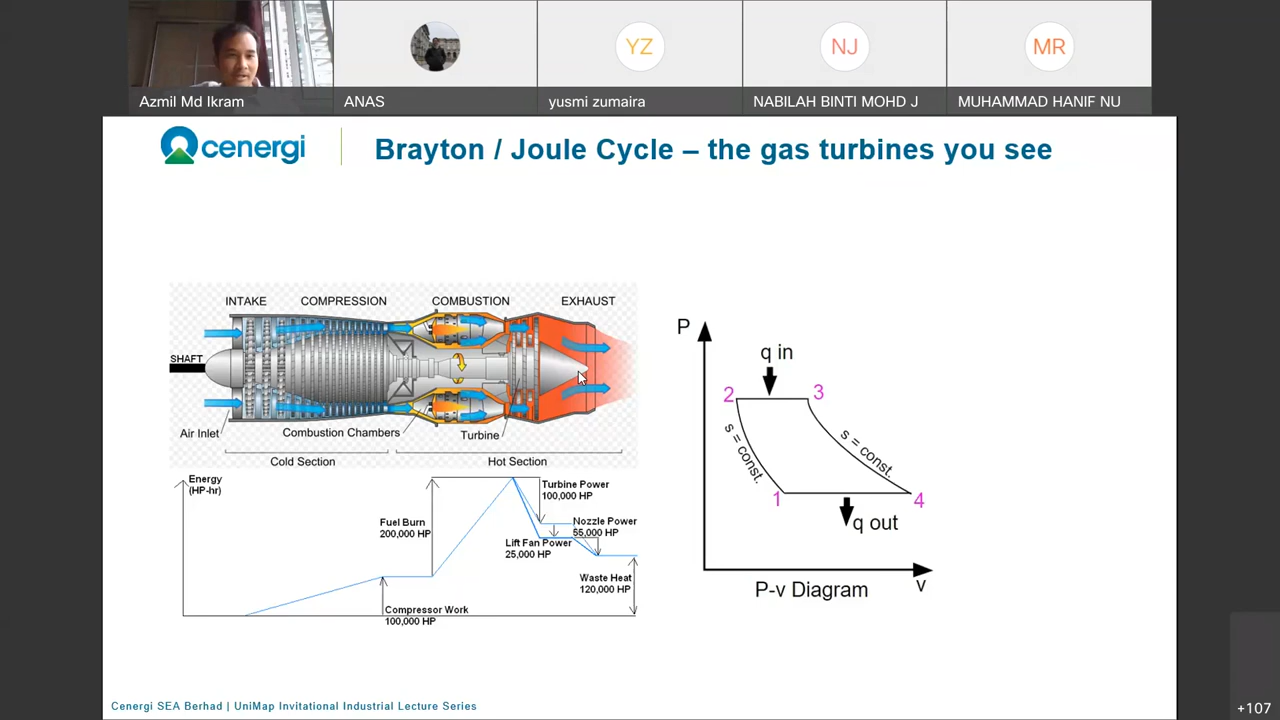 YZ
NJ
MR
Azmil Md Ikram
ANAS
yusmi zumaira
NABILAH BINTI MOHD J
MUHAMMAD HANIF NU
cenergi
Brayton / Joule Cycle – the gas turbines you see
INTAKE
COMPRESSION
COMBUSTION
EXHAUST
SHAFT
Air Inlet
Combustion Chambers
Turbine
Cold Section
Hot Section
Energy
(HP-hr)
Turbine Power
100,000 HP
Fuel Burn
200,000 HP
Nozzle Power
55,000 HP
Lift Fan Power
25,000 HP
Waste Heat
120,000 HP
Compressor Work
100,000 HP
P
q in
2
3
s = const.
s = const.
1
4
q out
v
P-v Diagram
Cenergi SEA Berhad | UniMap Invitational Industrial Lecture Series
+107